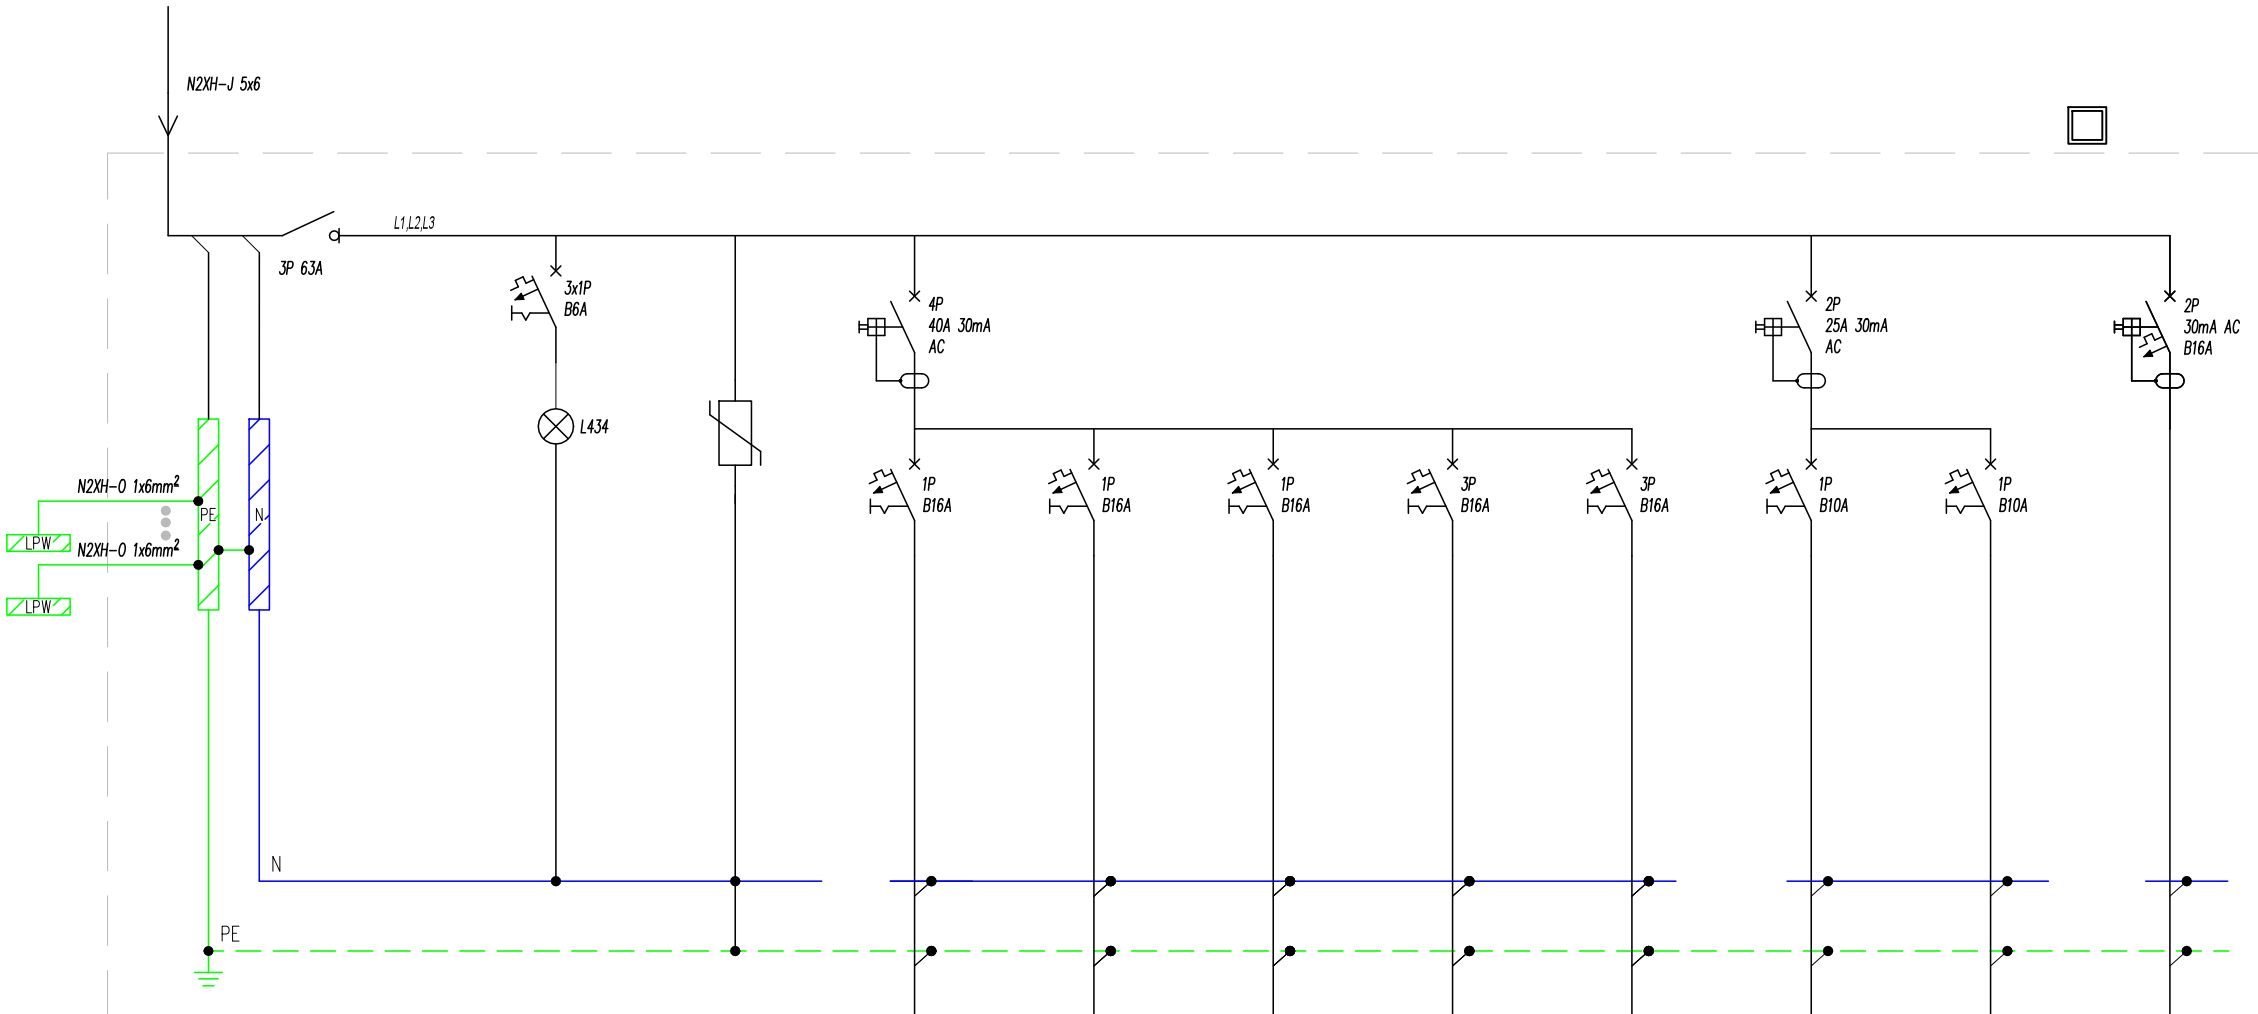 N2XH-J 5x6
L1,L2,L3
3P 63A
3x1P
B6A
4P
40A 30mA
AC
2P
25A 30mA
AC
2P
30mA AC
B16A
L434
1P
B16A
1P
B16A
1P
B16A
3P
B16A
3P
B16A
1P
B10A
1P
B10A
N2XH-O 1x6mm²
PE
N
LPW
N2XH-O 1x6mm²
LPW
N
PE